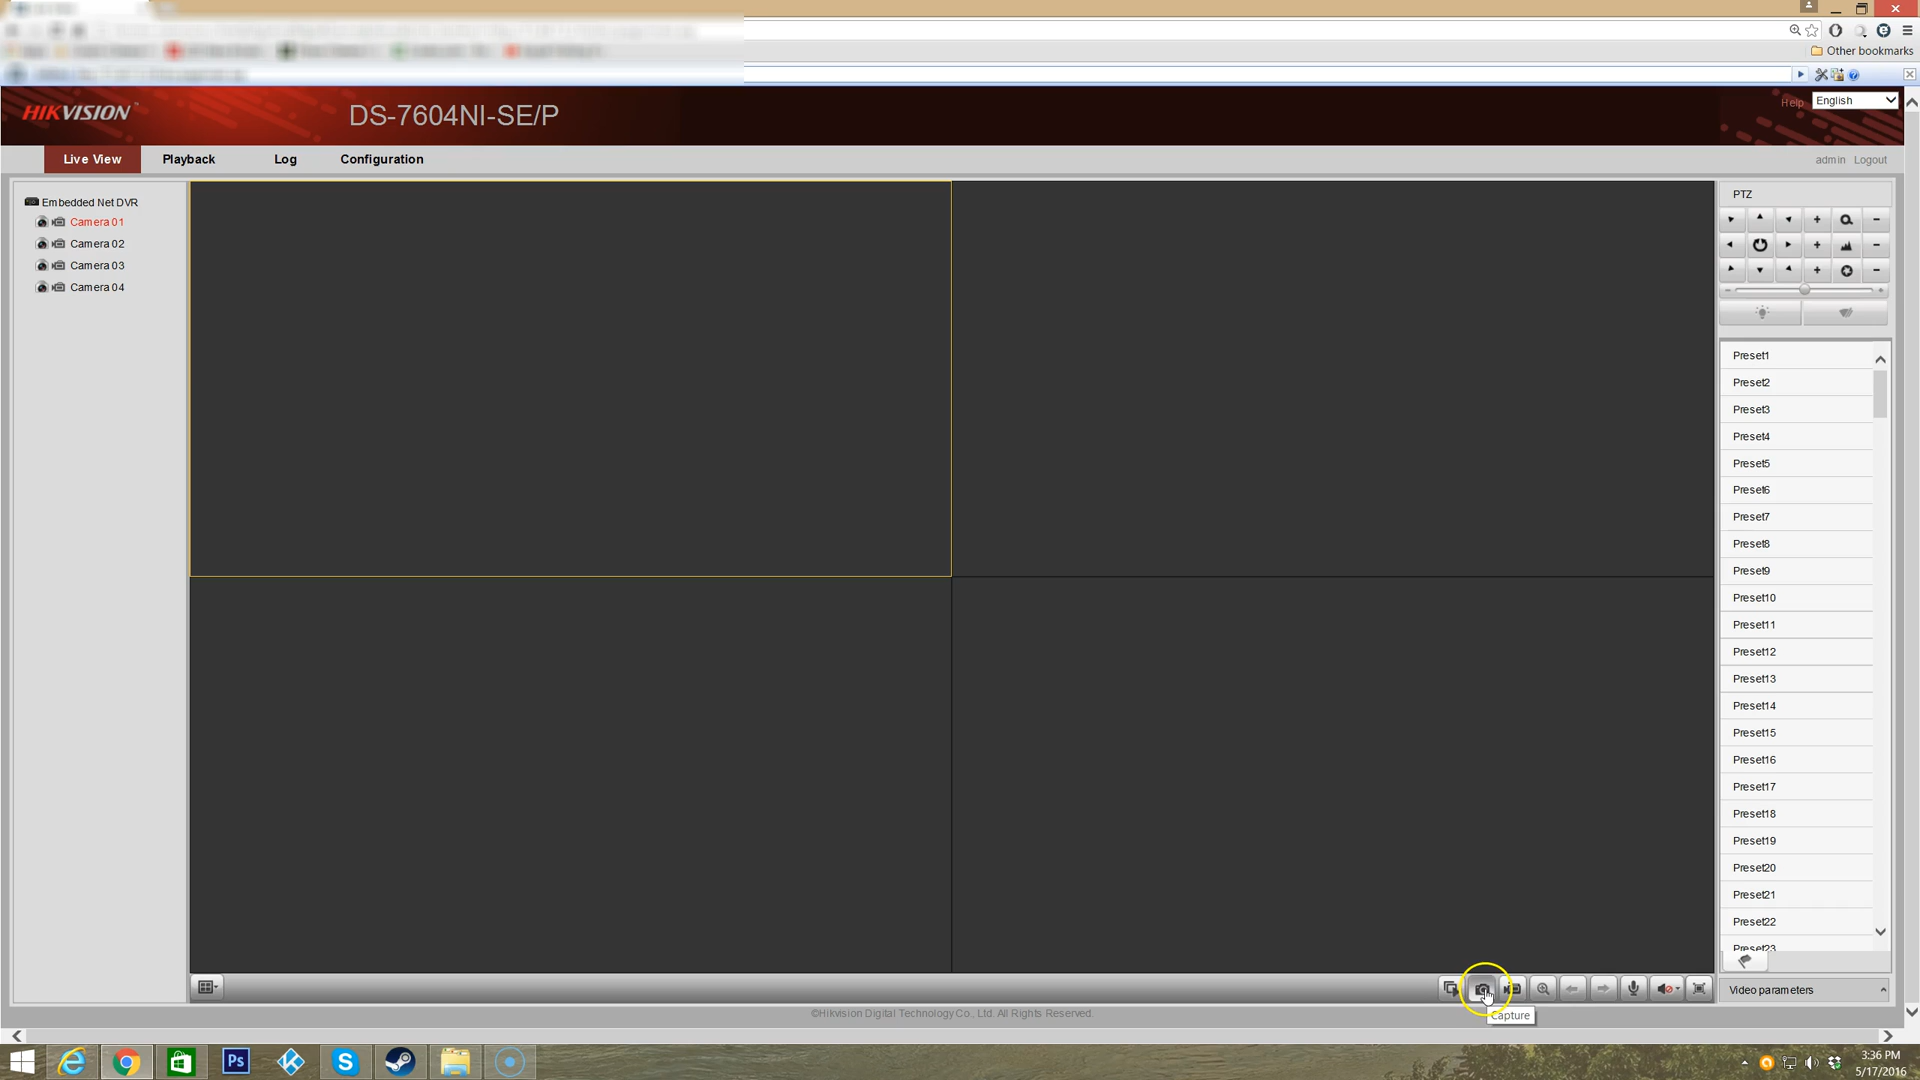 Other bookmarks
HIKVISION
DS-7604NI-SE/P
Help
English
Live View
Playback
Log
Configuration
admin
Logout
Embedded Net DVR
Camera 01
Camera 02
Camera 03
Camera 04
PTZ
Preset1
Preset2
Preset3
Preset4
Preset5
Preset6
Preset7
Preset8
Preset9
Preset10
Preset11
Preset12
Preset13
Preset14
Preset15
Preset16
Preset17
Preset18
Preset19
Preset20
Preset21
Preset22
Preset23
Video parameters
Capture
©Hikvision Digital Technology Co., Ltd. All Rights Reserved.
Ps
3:36 PM
5/17/2016